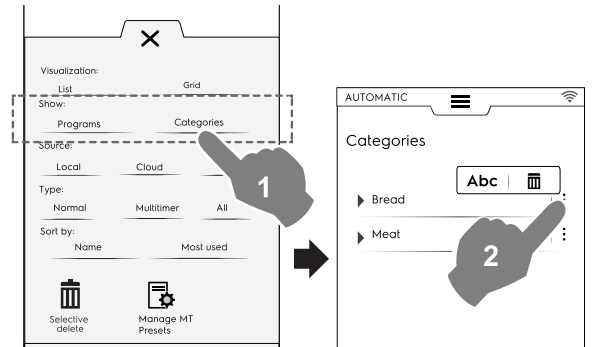 Visualization:
List Grid
Show:
Programs Categories
Source:
Local Cloud
Type:
Normal Multitimer All
Sort by:
Name Most used
Selective
delete
Manage MT
Presets
1
AUTOMATIC
Categories
Abc
Bread
Meat
2